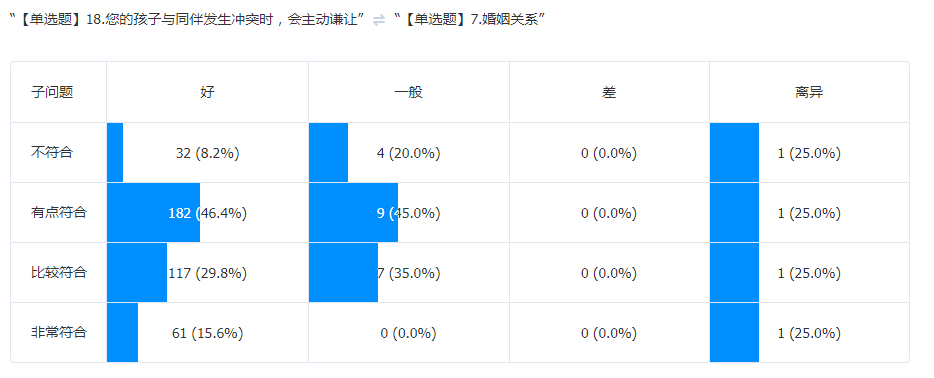 “【单选题】18.您的孩子与同伴发生冲突时，会主动谦让” ⇌ “【单选题】7.婚姻关系”
子问题 好 一般 差 离异
不符合 32 (8.2%) 4 (20.0%) 0 (0.0%) 1 (25.0%)
有点符合 182 (46.4%) 9 (45.0%) 0 (0.0%) 1 (25.0%)
比较符合 117 (29.8%) 7 (35.0%) 0 (0.0%) 1 (25.0%)
非常符合 61 (15.6%) 0 (0.0%) 0 (0.0%) 1 (25.0%)